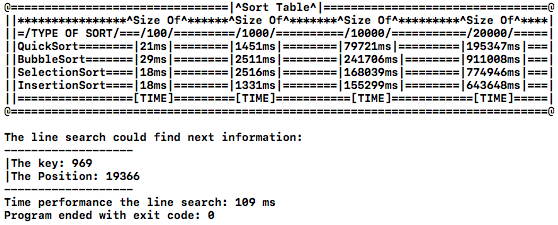 @================================|^Sort Table^|=================================@
||****************^Size Of^******^Size Of^********^Size Of^*********^Size Of^****|
||=/TYPE OF SORT/===/100/=========/1000/==========/10000/===========/20000/=====|
||QuickSort========|21ms|=========|1451ms|========|79721ms|=========|195347ms|===|
||BubbleSort=======|29ms|=========|2511ms|========|241706ms|========|911008ms|===|
||SelectionSort====|18ms|=========|2516ms|========|168039ms|========|774946ms|===|
||InsertionSort====|18ms|=========|1331ms|========|155299ms|========|643648ms|===|
||=================[TIME]=========[TIME]===========[TIME]============[TIME]=====|
@===============================================================================@
The line search could find next information:
-------------------
|The key: 969
|The Position: 19366
-------------------
Time performance the line search: 109 ms
Program ended with exit code: 0